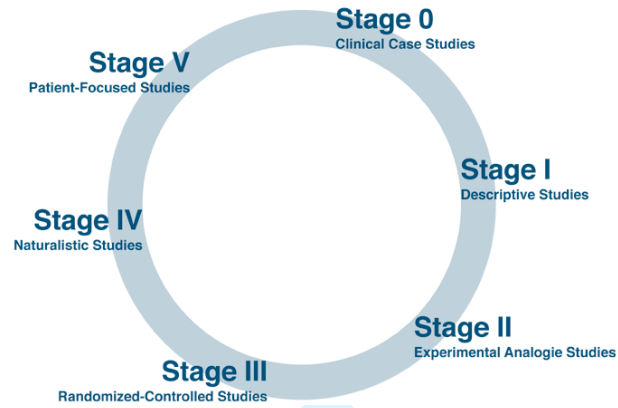 Stage 0
Clinical Case Studies
Stage I
Descriptive Studies
Stage II
Experimental Analogie Studies
Stage III
Randomized-Controlled Studies
Stage IV
Naturalistic Studies
Stage V
Patient-Focused Studies